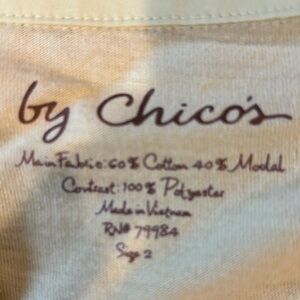 by Chico's
Main Fabric: 60% Cotton 40% Modal
Contrast: 100% Polyester
Made in Vietnam
RN# 79984
Size 2